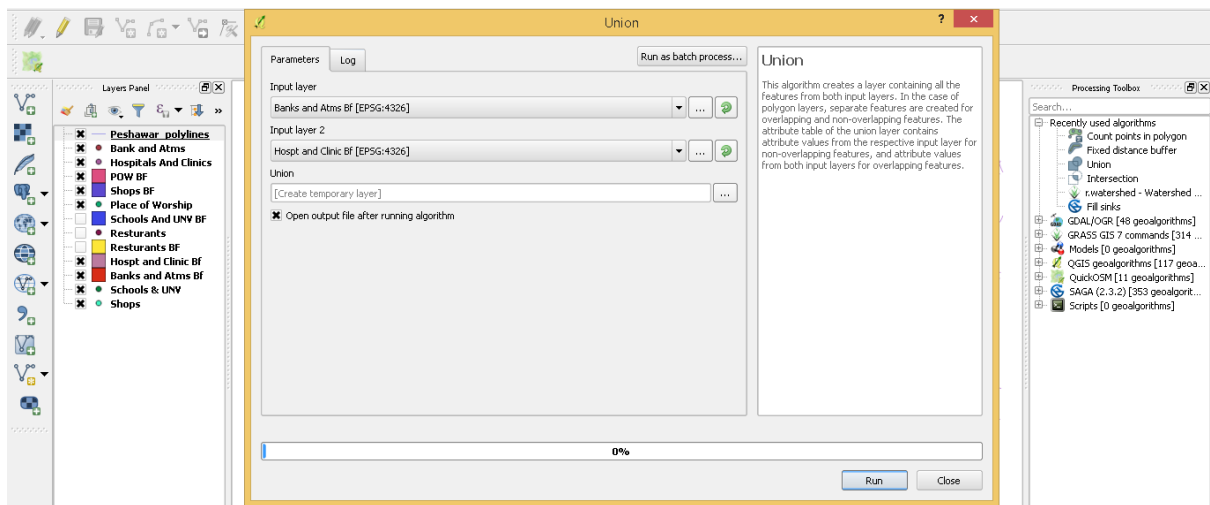 Union
?
×
Layers Panel
Peshawar_polylines
Bank and Atms
Hospitals And Clinics
POW BF
Shops BF
Place of Worship
Schools And UNV BF
Resturants
Resturants BF
Hospt and Clinic Bf
Banks and Atms Bf
Schools & UNV
Shops
Parameters
Log
Run as batch process...
Input layer
Banks and Atms Bf [EPSG:4326]
...
Input layer 2
Hospt and Clinic Bf [EPSG:4326]
...
Union
[Create temporary layer]
...
Open output file after running algorithm
0%
Run
Close
Union
This algorithm creates a layer containing all the
features from both input layers. In the case of
polygon layers, separate features are created for
overlapping and non-overlapping features. The
attribute table of the union layer contains
attribute values from the respective input layer for
non-overlapping features, and attribute values
from both input layers for overlapping features.
Processing Toolbox
Search...
Recently used algorithms
Count points in polygon
Fixed distance buffer
Union
Intersection
r.watershed - Watershed ...
Fill sinks
GDAL/OGR [48 geoalgorithms]
GRASS GIS 7 commands [314 ...
Models [0 geoalgorithms]
QGIS geoalgorithms [117 geoa...
QuickOSM [11 geoalgorithms]
SAGA (2.3.2) [353 geoalgorit...
Scripts [0 geoalgorithms]